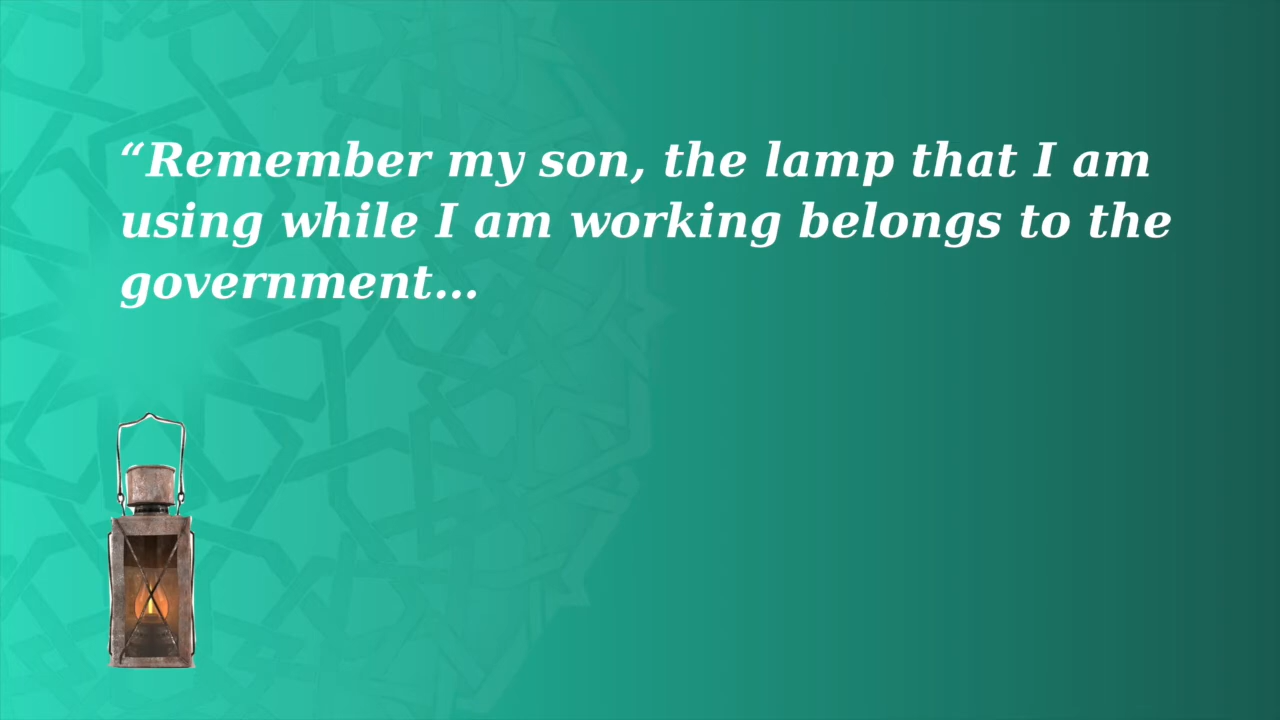 “Remember my son, the lamp that I am
using while I am working belongs to the
government…